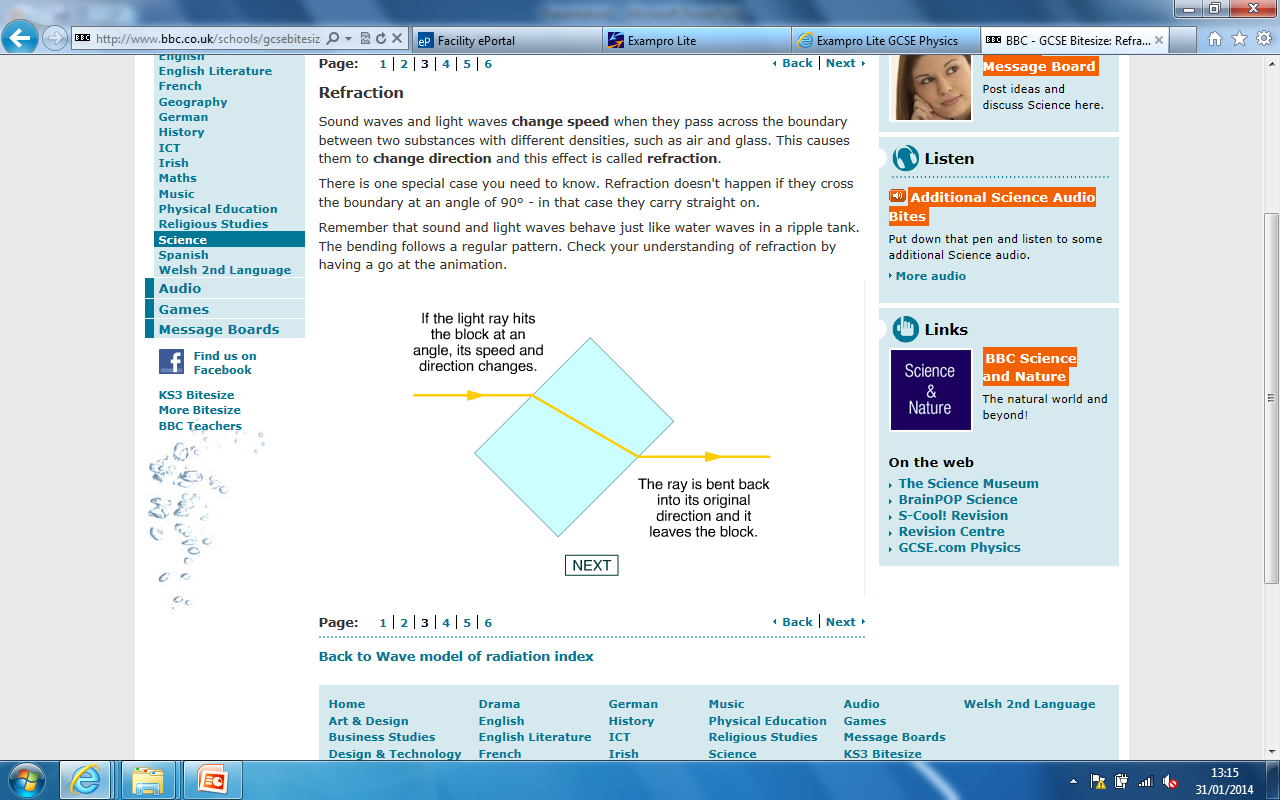 http://www.bbc.co.uk/schools/gcsebitesiz
Facility ePortal
Exampro Lite
Exampro Lite GCSE Physics
BBC - GCSE Bitesize: Refra...
English
English Literature
French
Geography
German
History
ICT
Irish
Maths
Music
Physical Education
Religious Studies
Science
Spanish
Welsh 2nd Language
Audio
Games
Message Boards
Find us on
Facebook
KS3 Bitesize
More Bitesize
BBC Teachers
Page: 1 | 2 | 3 | 4 | 5 | 6
Back | Next
Refraction
Sound waves and light waves change speed when they pass across the boundary
between two substances with different densities, such as air and glass. This causes
them to change direction and this effect is called refraction.
There is one special case you need to know. Refraction doesn't happen if they cross
the boundary at an angle of 90° - in that case they carry straight on.
Remember that sound and light waves behave just like water waves in a ripple tank.
The bending follows a regular pattern. Check your understanding of refraction by
having a go at the animation.
If the light ray hits
the block at an
angle, its speed and
direction changes.
The ray is bent back
into its original
direction and it
leaves the block.
NEXT
Page: 1 | 2 | 3 | 4 | 5 | 6
Back | Next
Back to Wave model of radiation index
Message Board
Post ideas and
discuss Science here.
Listen
Additional Science Audio
Bites
Put down that pen and listen to some
additional Science audio.
More audio
Links
Science
&
Nature
BBC Science
and Nature
The natural world and
beyond!
On the web
The Science Museum
BrainPOP Science
S-Cool! Revision
Revision Centre
GCSE.com Physics
Home
Art & Design
Business Studies
Design & Technology
Drama
English
English Literature
French
German
History
ICT
Irish
Music
Physical Education
Religious Studies
Science
Audio
Games
Message Boards
KS3 Bitesize
Welsh 2nd Language
13:15
31/01/2014